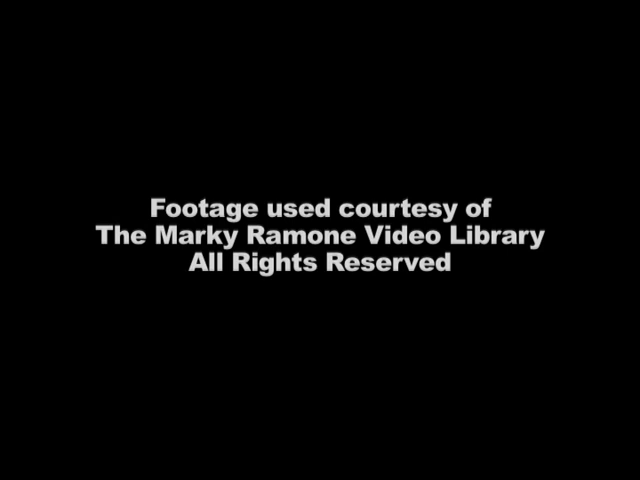 Footage used courtesy of
The Marky Ramone Video Library
All Rights Reserved